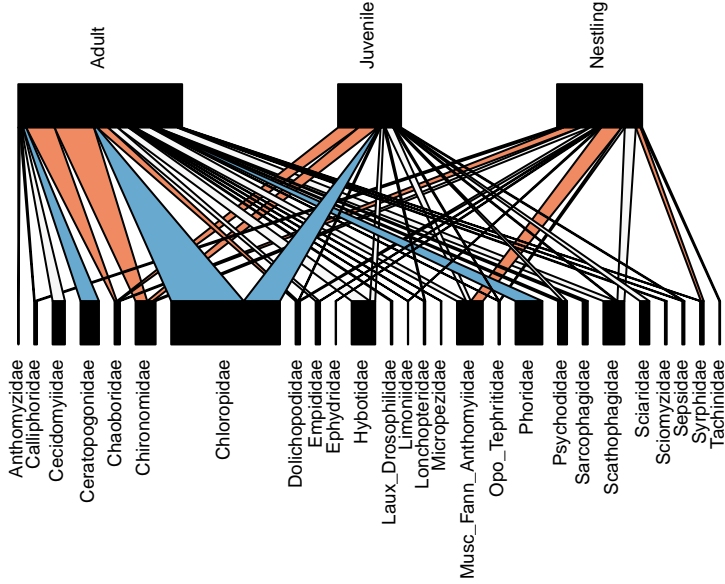 Adult
Juvenile
Nestling
Anthomyzidae
Calliphoridae
Cecidomyiidae
Ceratopogonidae
Chaoboridae
Chironomidae
Chloropidae
Dolichopodidae
Empididae
Ephydridae
Hybotidae
Laux_Drosophilidae
Limoniidae
Lonchopteridae
Micropezidae
Musc_Fann_Anthomyiidae
Opo_Tephritidae
Phoridae
Psychodidae
Sarcophagidae
Scathophagidae
Sciaridae
Sciomyzidae
Sepsidae
Syrphidae
Tachinidae